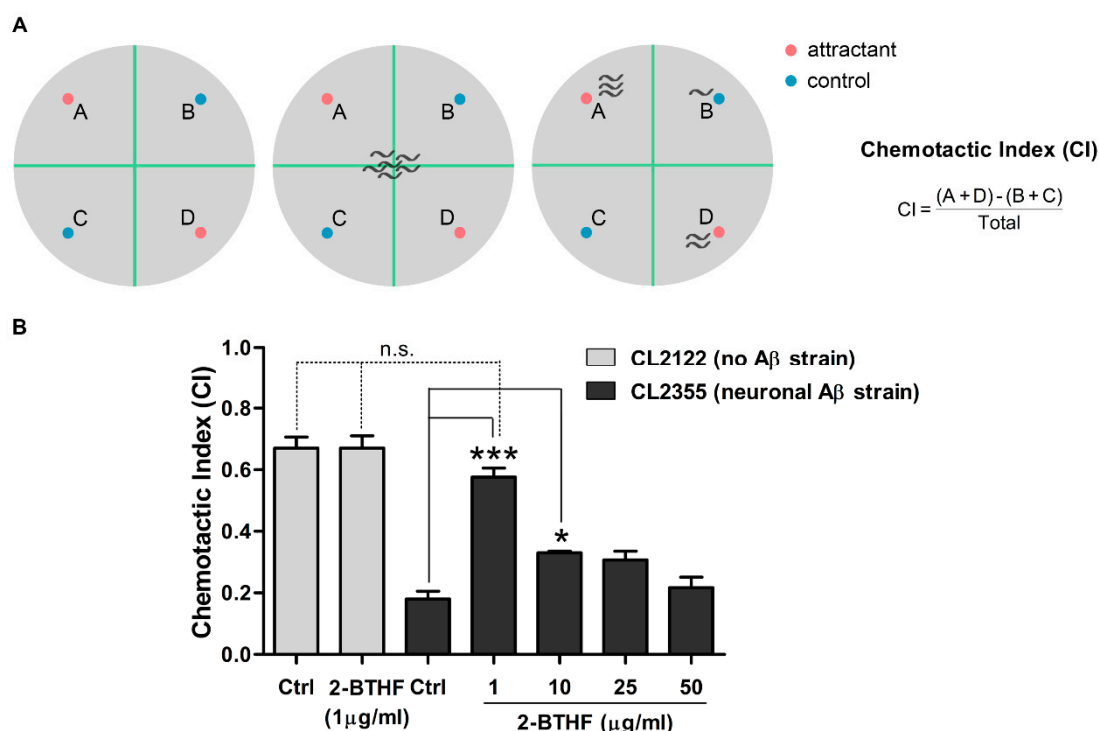 A
A
B
C
D
A
B
C
D
A
B
C
D
attractant
control
Chemotactic Index (CI)
CI = (A + D) - (B + C)
Total
B
Chemotactic Index (CI)
1.0
0.8
0.6
0.4
0.2
0.0
n.s.
***
*
CL2122 (no Aβ strain)
CL2355 (neuronal Aβ strain)
Ctrl
2-BTHF
(1μg/ml)
Ctrl
1
10
25
50
2-BTHF (μg/ml)